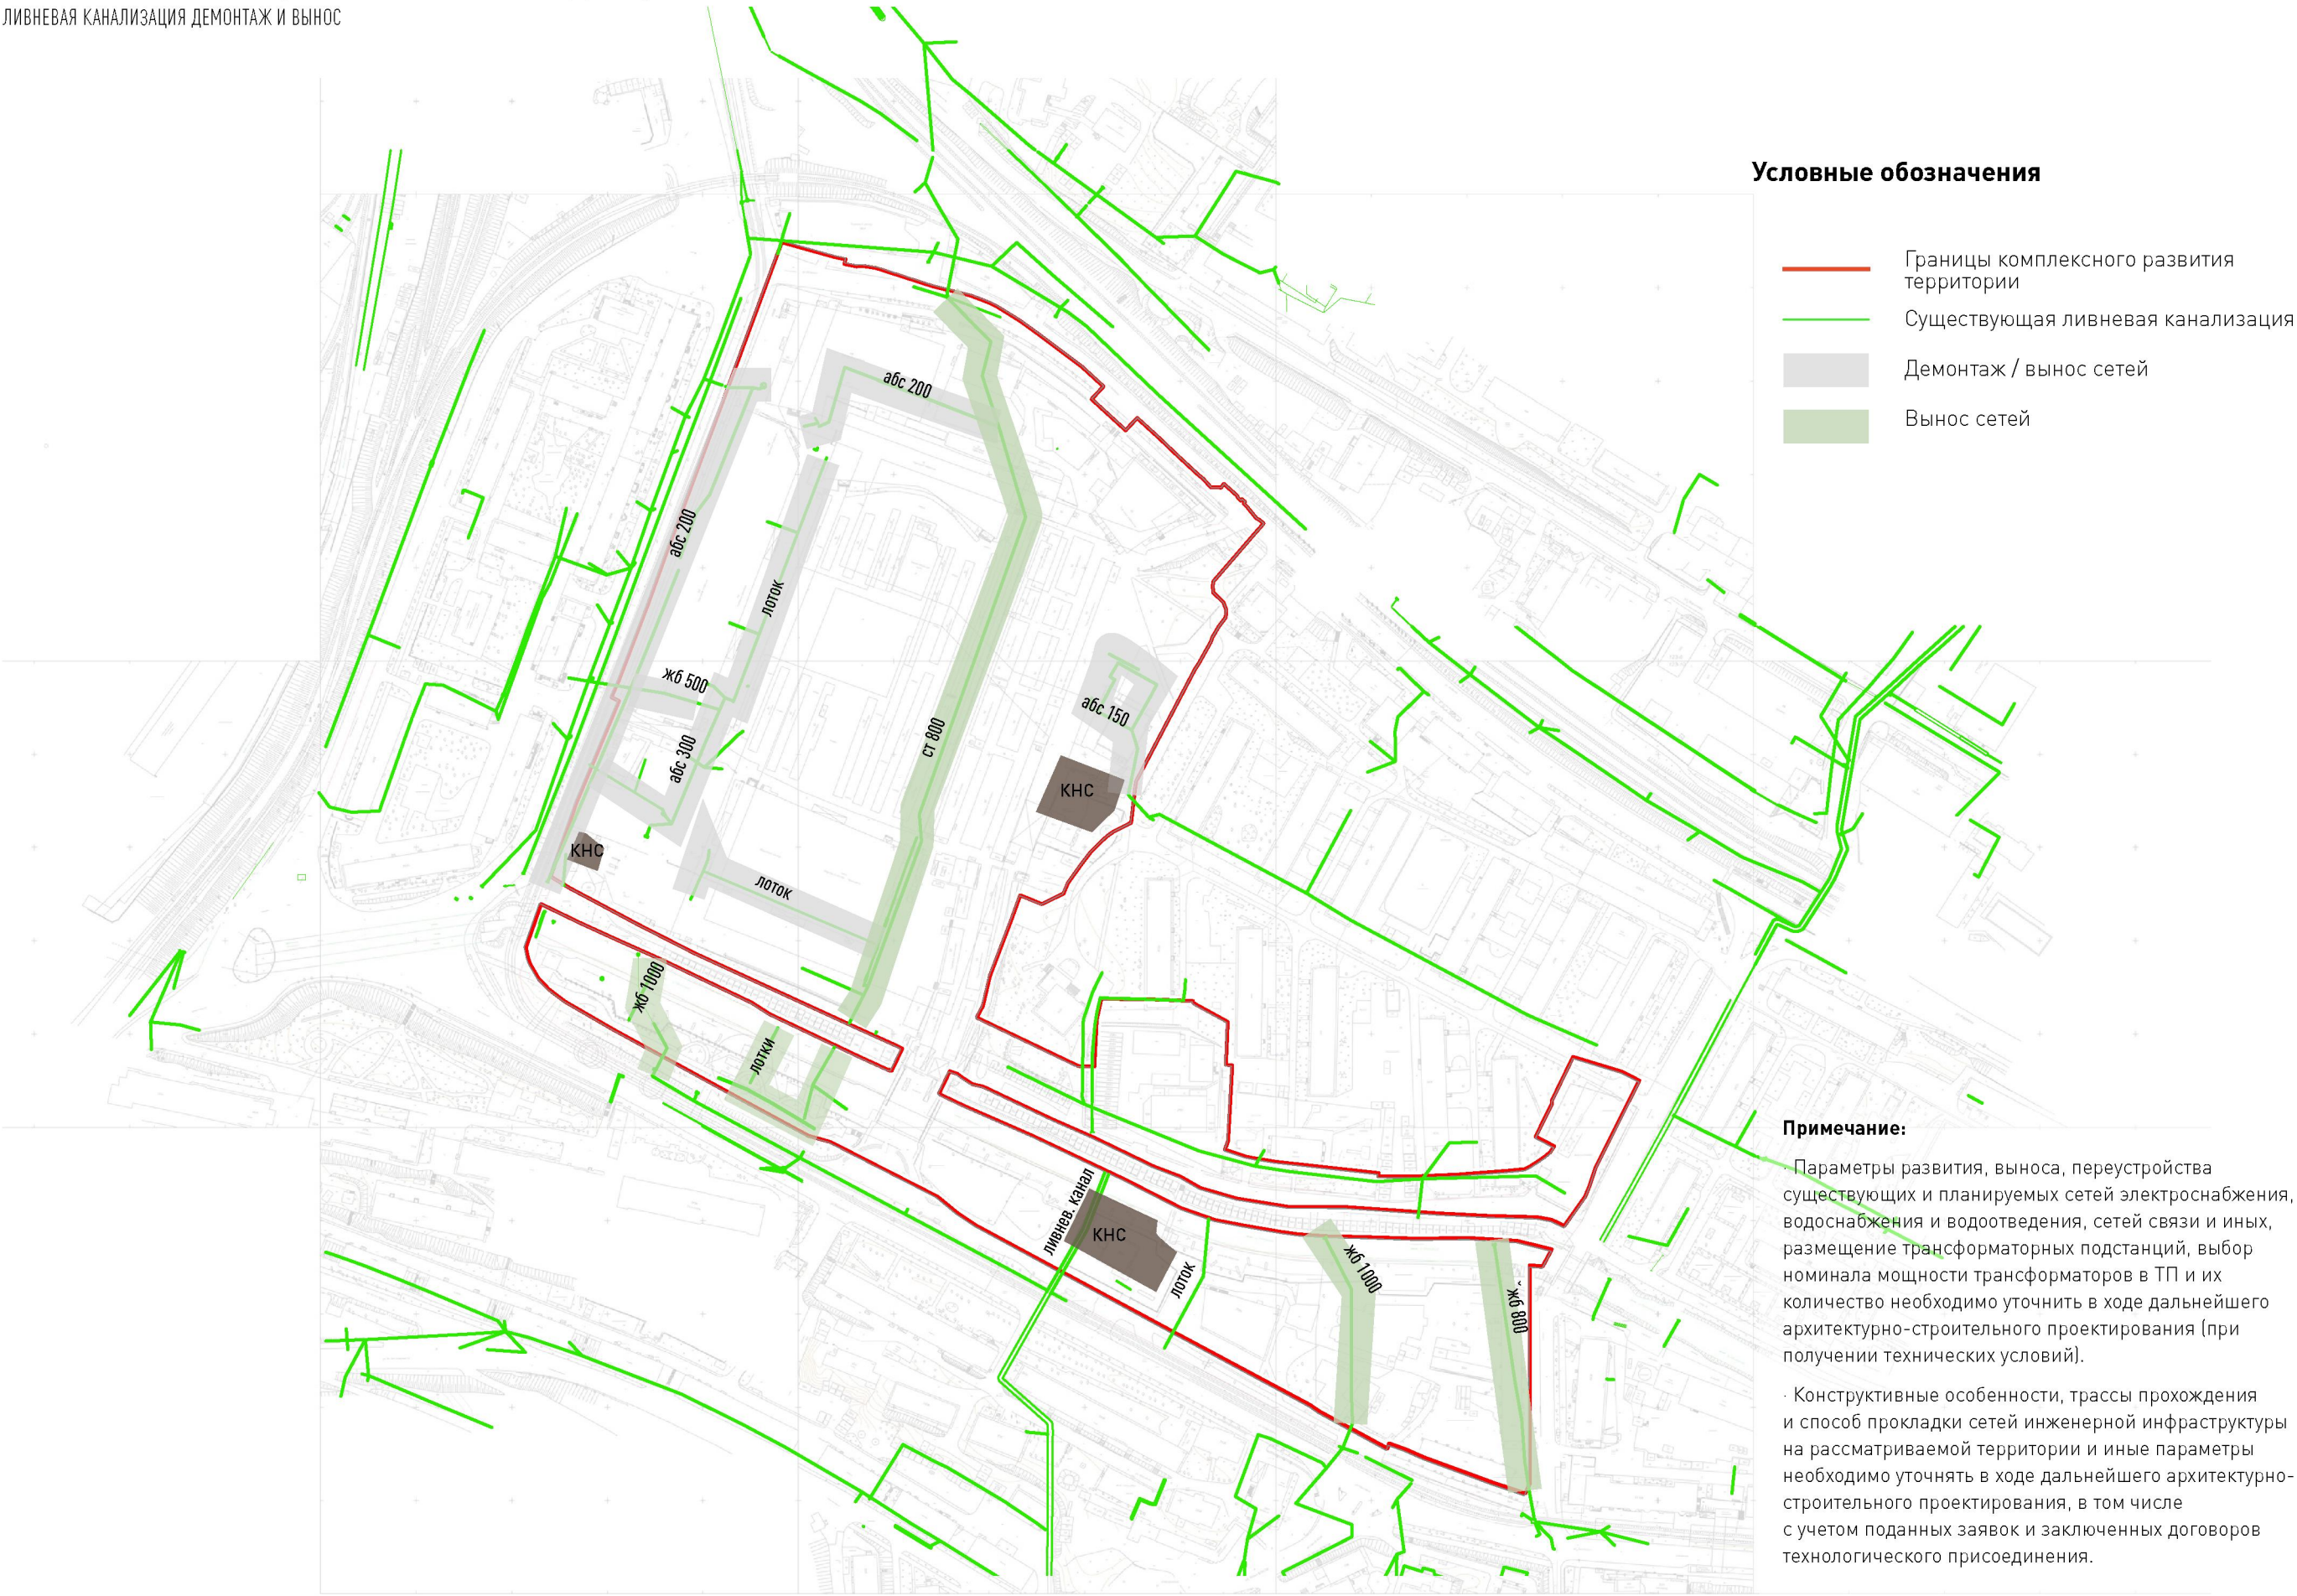 ЛИВНЕВАЯ КАНАЛИЗАЦИЯ ДЕМОНТАЖ И ВЫНОС
Условные обозначения
Границы комплексного развития
территории
Существующая ливневая канализация
Демонтаж / вынос сетей
Вынос сетей
абс 200
абс 200
лоток
жб 500
абс 300
ст 800
абс 150
КНС
КНС
лоток
жб 1000
лотки
ливнев. канал
КНС
лоток
жб 1000
жб 800
Примечание:
· Параметры развития, выноса, переустройства
существующих и планируемых сетей электроснабжения,
водоснабжения и водоотведения, сетей связи и иных,
размещение трансформаторных подстанций, выбор
номинала мощности трансформаторов в ТП и их
количество необходимо уточнить в ходе дальнейшего
архитектурно-строительного проектирования (при
получении технических условий).
· Конструктивные особенности, трассы прохождения
и способ прокладки сетей инженерной инфраструктуры
на рассматриваемой территории и иные параметры
необходимо уточнять в ходе дальнейшего архитектурно-
строительного проектирования, в том числе
с учетом поданных заявок и заключенных договоров
технологического присоединения.